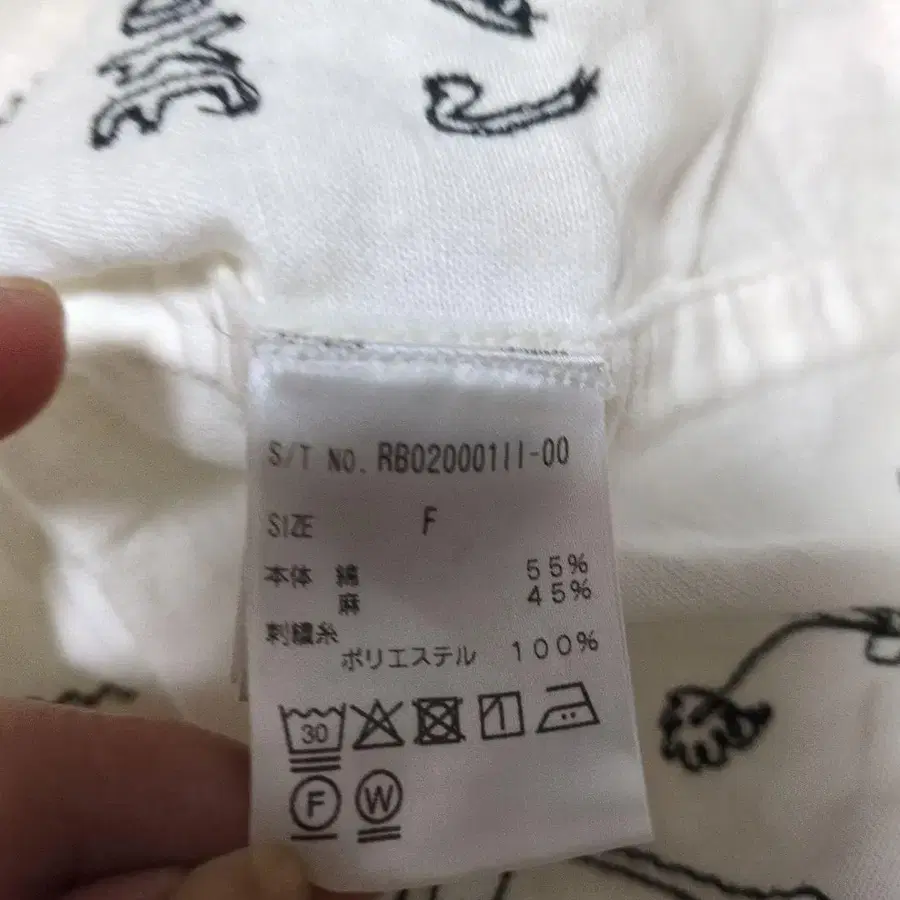 S/T No. RB02000111-00
SIZE F
本体 綿 55%
麻 45%
刺繍糸
ポリエステル 100%
30
F W